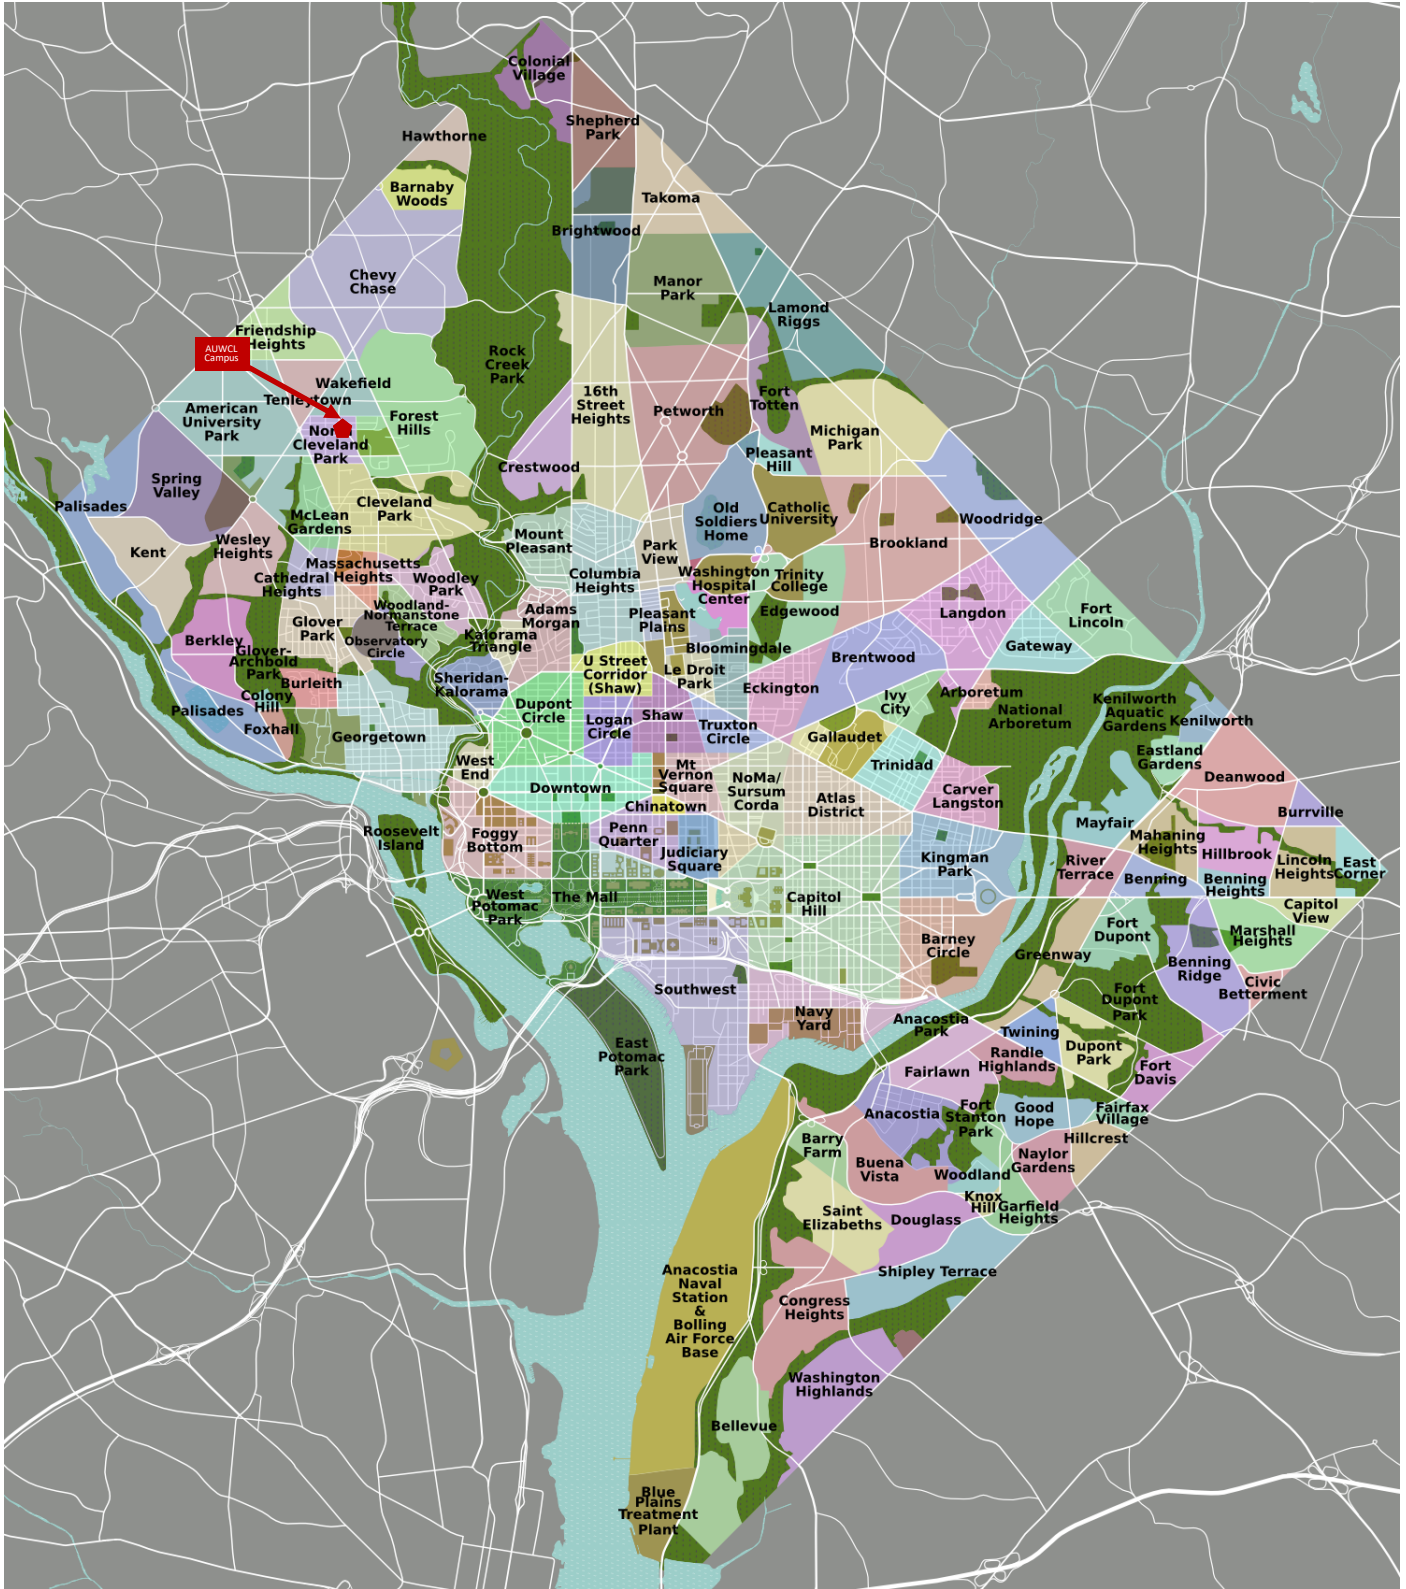 Colonial
Village
Shepherd
Park
Hawthorne
Barnaby
Woods
Takoma
Brightwood
Chevy
Chase
Manor
Park
Lamond
Riggs
Friendship
Heights
AUWCL
Campus
Rock
Creek
Park
Wakefield
Tenleytown
16th
Street
Heights
Fort
Totten
Petworth
American
University
Park
Forest
Hills
North
Cleveland
Park
Michigan
Park
Pleasant
Hill
Crestwood
Spring
Valley
Palisades
McLean
Gardens
Cleveland
Park
Old
Soldiers
Home
Catholic
University
Woodridge
Kent
Wesley
Heights
Mount
Pleasant
Park
View
Brookland
Massachusetts
Heights
Cathedral
Heights
Woodley
Park
Columbia
Heights
Washington
Hospital
Center
Trinity
College
Edgewood
Langdon
Fort
Lincoln
Woodland-
Normanstone
Terrace
Adams
Morgan
Pleasant
Plains
Glover
Park
Observatory
Circle
Kalorama
Triangle
Berkley
Glover-
Archbold
Park
Bloomingdale
Brentwood
Gateway
U Street
Corridor
(Shaw)
Le Droit
Park
Eckington
Sheridan-
Kalorama
Burleith
Colony
Hill
Palisades
Foxhall
Georgetown
Dupont
Circle
Logan
Circle
Shaw
Truxton
Circle
Ivy
City
Arboretum
National
Arboretum
Kenilworth
Aquatic
Gardens
Kenilworth
Gallaudet
Trinidad
Eastland
Gardens
Deanwood
West
End
Downtown
Mt
Vernon
Square
NoMa/
Sursum
Corda
Carver
Langston
Atlas
District
Chinatown
Burrville
Roosevelt
Island
Foggy
Bottom
Penn
Quarter
Judiciary
Square
Mayfair
Mahaning
Heights
Hillbrook
Lincoln
Heights
East
Corner
Kingman
Park
River
Terrace
Benning
Benning
Heights
West
Potomac
Park
The Mall
Capitol
Hill
Capitol
View
Fort
Dupont
Marshall
Heights
Barney
Circle
Greenway
Benning
Ridge
Civic
Betterment
Southwest
Fort
Dupont
Park
Navy
Yard
Anacostia
Park
Twining
Dupont
Park
East
Potomac
Park
Randle
Highlands
Fairlawn
Fort
Davis
Anacostia
Fort
Stanton
Park
Good
Hope
Fairfax
Village
Hillcrest
Barry
Farm
Buena
Vista
Naylor
Gardens
Woodland
Knox
Hill
Garfield
Heights
Saint
Elizabeths
Douglass
Shipley Terrace
Anacostia
Naval
Station
&
Bolling
Air Force
Base
Congress
Heights
Washington
Highlands
Bellevue
Blue
Plains
Treatment
Plant